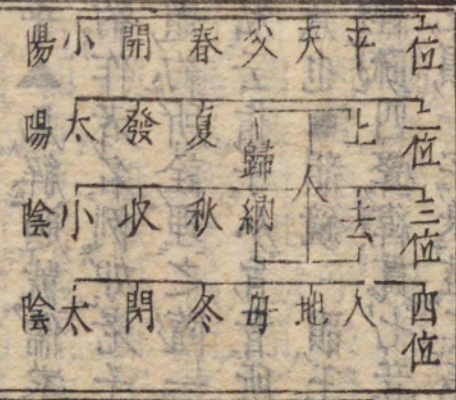 一位 二位 三位 四位
平 上 去 入
天 人 地
父 歸納 母
春 夏 秋 冬
開 發 收 閉
小陽 太陽 小陰 太陰